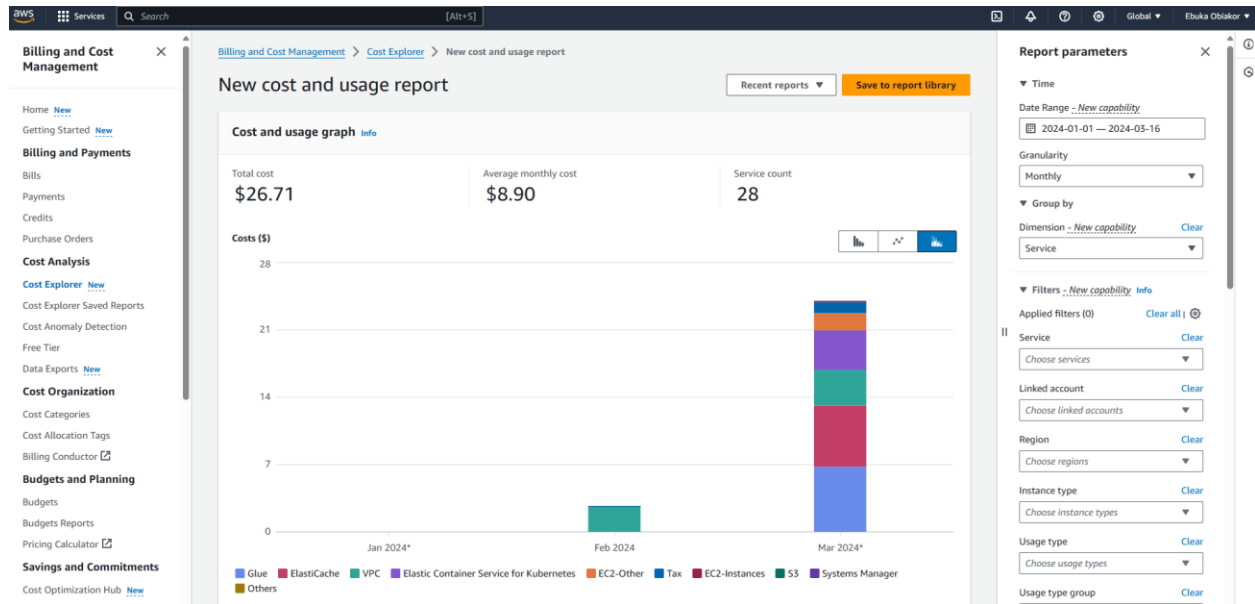 aws Services Search [Alt+S] Global Ebuka Obiakor
Billing and Cost
Management
Home New
Getting Started New
Billing and Payments
Bills
Payments
Credits
Purchase Orders
Cost Analysis
Cost Explorer New
Cost Explorer Saved Reports
Cost Anomaly Detection
Free Tier
Data Exports New
Cost Organization
Cost Categories
Cost Allocation Tags
Billing Conductor
Budgets and Planning
Budgets
Budgets Reports
Pricing Calculator
Savings and Commitments
Cost Optimization Hub New
Billing and Cost Management > Cost Explorer > New cost and usage report
New cost and usage report
Recent reports
Save to report library
Cost and usage graph Info
Total cost
$26.71
Average monthly cost
$8.90
Service count
28
Costs ($)
28
21
14
7
0
Jan 2024* Feb 2024 Mar 2024*
Glue ElastiCache VPC Elastic Container Service for Kubernetes EC2-Other Tax EC2-Instances S3 Systems Manager
Others
Report parameters
Time
Date Range - New capability
2024-01-01 — 2024-03-16
Granularity
Monthly
Group by
Dimension - New capability Clear
Service
Filters - New capability Info
Applied filters (0) Clear all |
Service Clear
Choose services
Linked account Clear
Choose linked accounts
Region Clear
Choose regions
Instance type Clear
Choose instance types
Usage type Clear
Choose usage types
Usage type group Clear